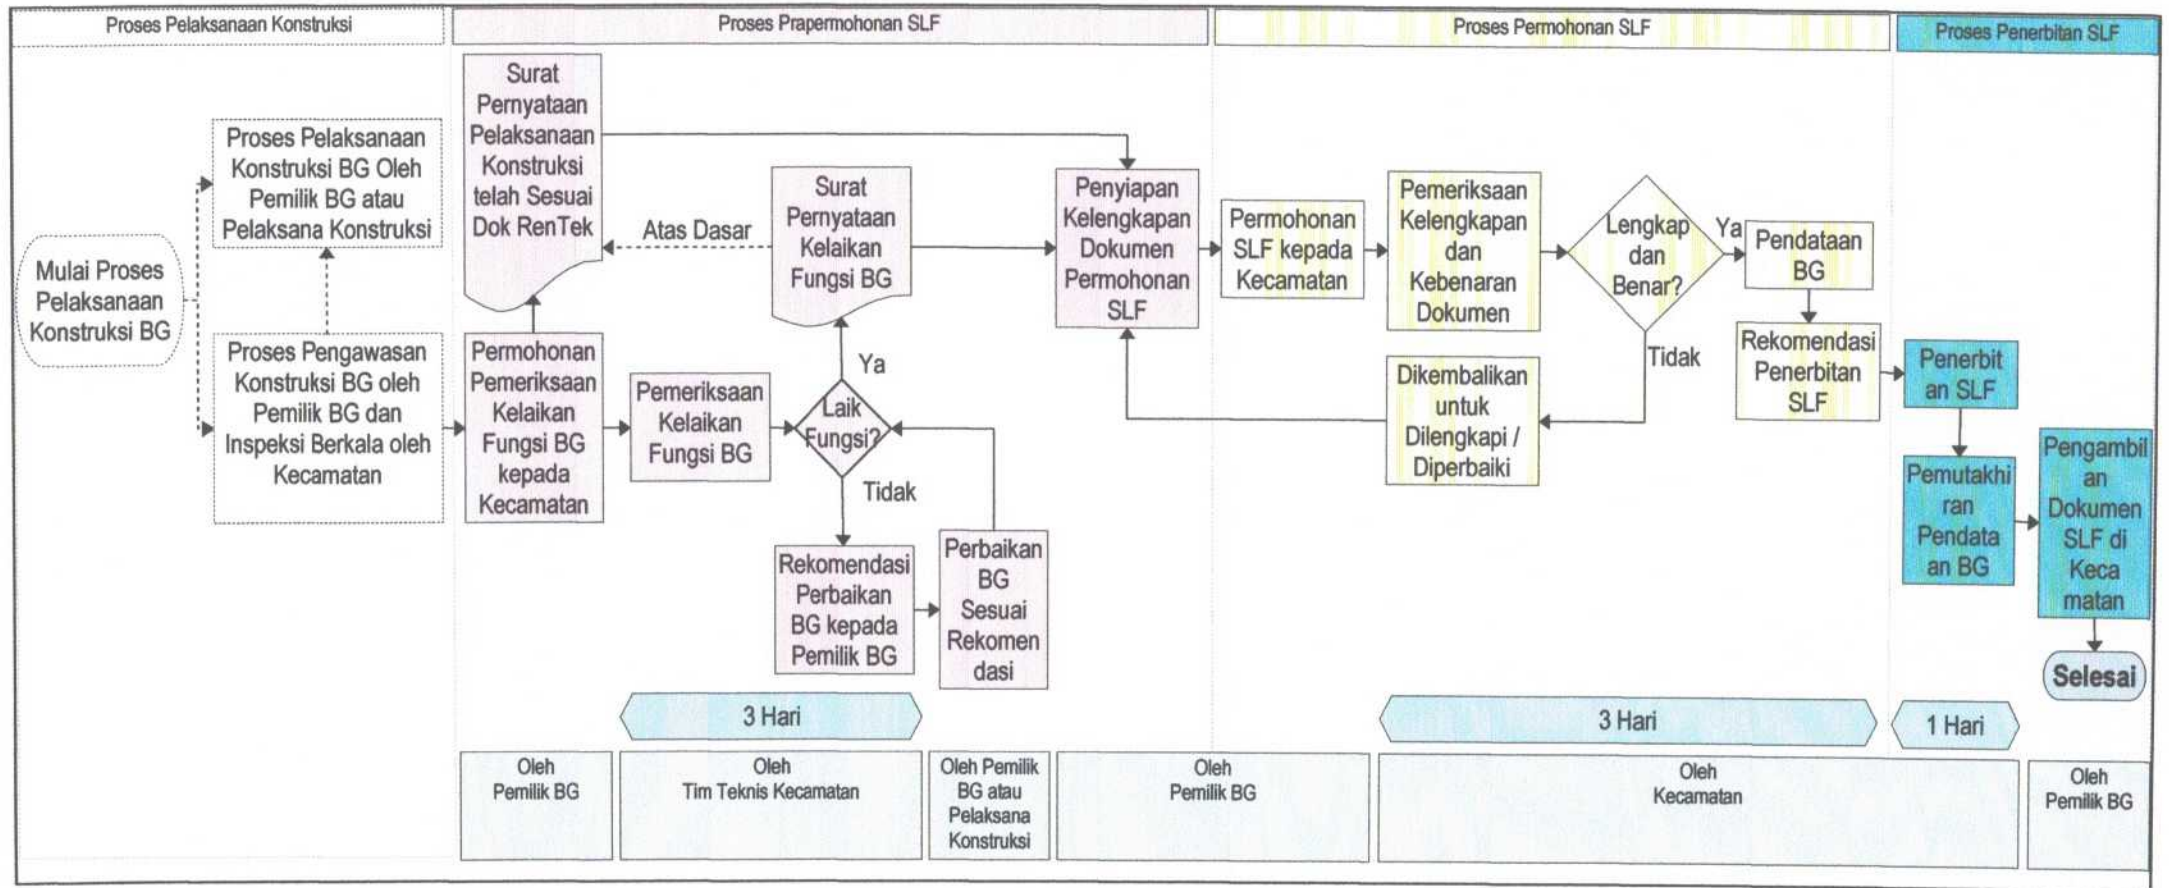 Proses Pelaksanaan Konstruksi
Proses Prapermohonan SLF
Proses Permohonan SLF
Proses Penerbitan SLF
Mulai Proses
Pelaksanaan
Konstruksi BG
Proses Pelaksanaan
Konstruksi BG Oleh
Pemilik BG atau
Pelaksana Konstruksi
Proses Pengawasan
Konstruksi BG oleh
Pemilik BG dan
Inspeksi Berkala oleh
Kecamatan
Surat
Pernyataan
Pelaksanaan
Konstruksi
telah Sesuai
Dok RenTek
Permohonan
Pemeriksaan
Kelaikan
Fungsi BG
kepada
Kecamatan
Atas Dasar
Pemeriksaan
Kelaikan
Fungsi BG
Surat
Pernyataan
Kelaikan
Fungsi BG
Ya
Laik
Fungsi?
Tidak
Rekomendasi
Perbaikan
BG kepada
Pemilik BG
Perbaikan
BG
Sesuai
Rekomen
dasi
Penyiapan
Kelengkapan
Dokumen
Permohonan
SLF
Permohonan
SLF kepada
Kecamatan
Pemeriksaan
Kelengkapan
dan
Kebenaran
Dokumen
Lengkap
dan
Benar?
Ya
Tidak
Dikembalikan
untuk
Dilengkapi /
Diperbaiki
Pendataan
BG
Rekomendasi
Penerbitan
SLF
Penerbit
an SLF
Pemutakhi
ran
Pendata
an BG
Pengambil
an
Dokumen
SLF di
Keca
matan
Selesai
3 Hari
3 Hari
1 Hari
Oleh
Pemilik BG
Oleh
Tim Teknis Kecamatan
Oleh Pemilik
BG atau
Pelaksana
Konstruksi
Oleh
Pemilik BG
Oleh
Kecamatan
Oleh
Pemilik BG